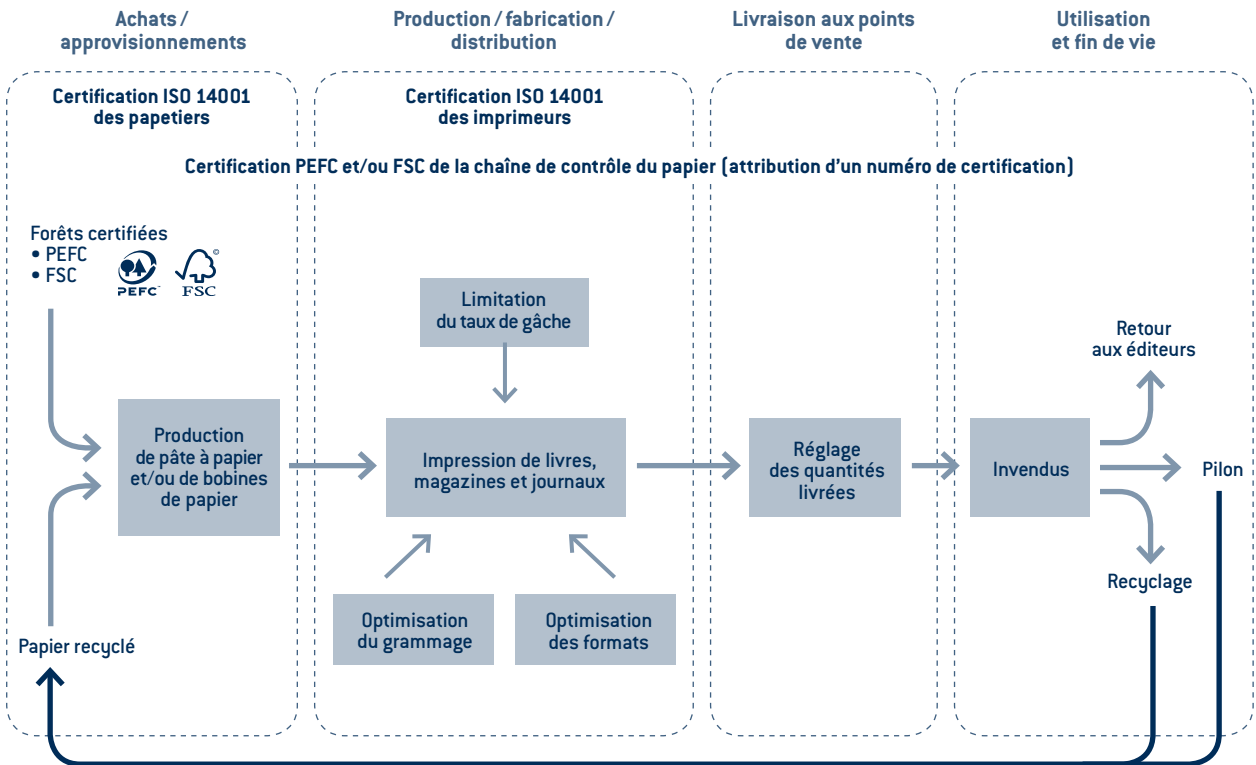 Achats /
approvisionnements
Production / fabrication /
distribution
Livraison aux points
de vente
Utilisation
et fin de vie
Certification ISO 14001
des papetiers
Certification ISO 14001
des imprimeurs
Certification PEFC et/ou FSC de la chaîne de contrôle du papier (attribution d'un numéro de certification)
Forêts certifiées
• PEFC
• FSC
PEFC
FSC
©
Limitation
du taux de gâche
Retour
aux éditeurs
Production
de pâte à papier
et/ou de bobines
de papier
Impression de livres,
magazines et journaux
Réglage
des quantités
livrées
Invendus
Pilon
Recyclage
Optimisation
du grammage
Optimisation
des formats
Papier recyclé